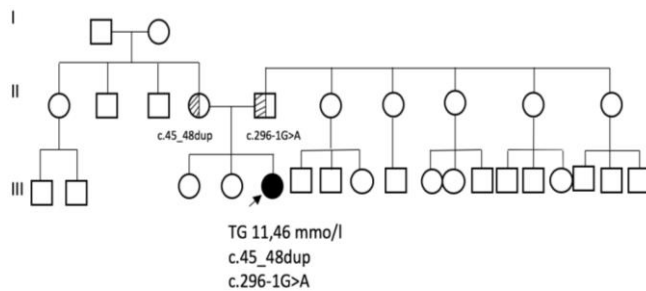 I
II
c.45_48dup
c.296-1G>A
III
TG 11,46 mmo/l
c.45_48dup
c.296-1G>A